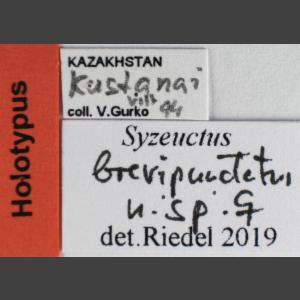 Holotypus
KAZAKHSTAN
Kustanai
VIII 94
coll. V.Gurko
Syzeuctus
brevipunctatus
n.sp. ♀
det.Riedel 2019